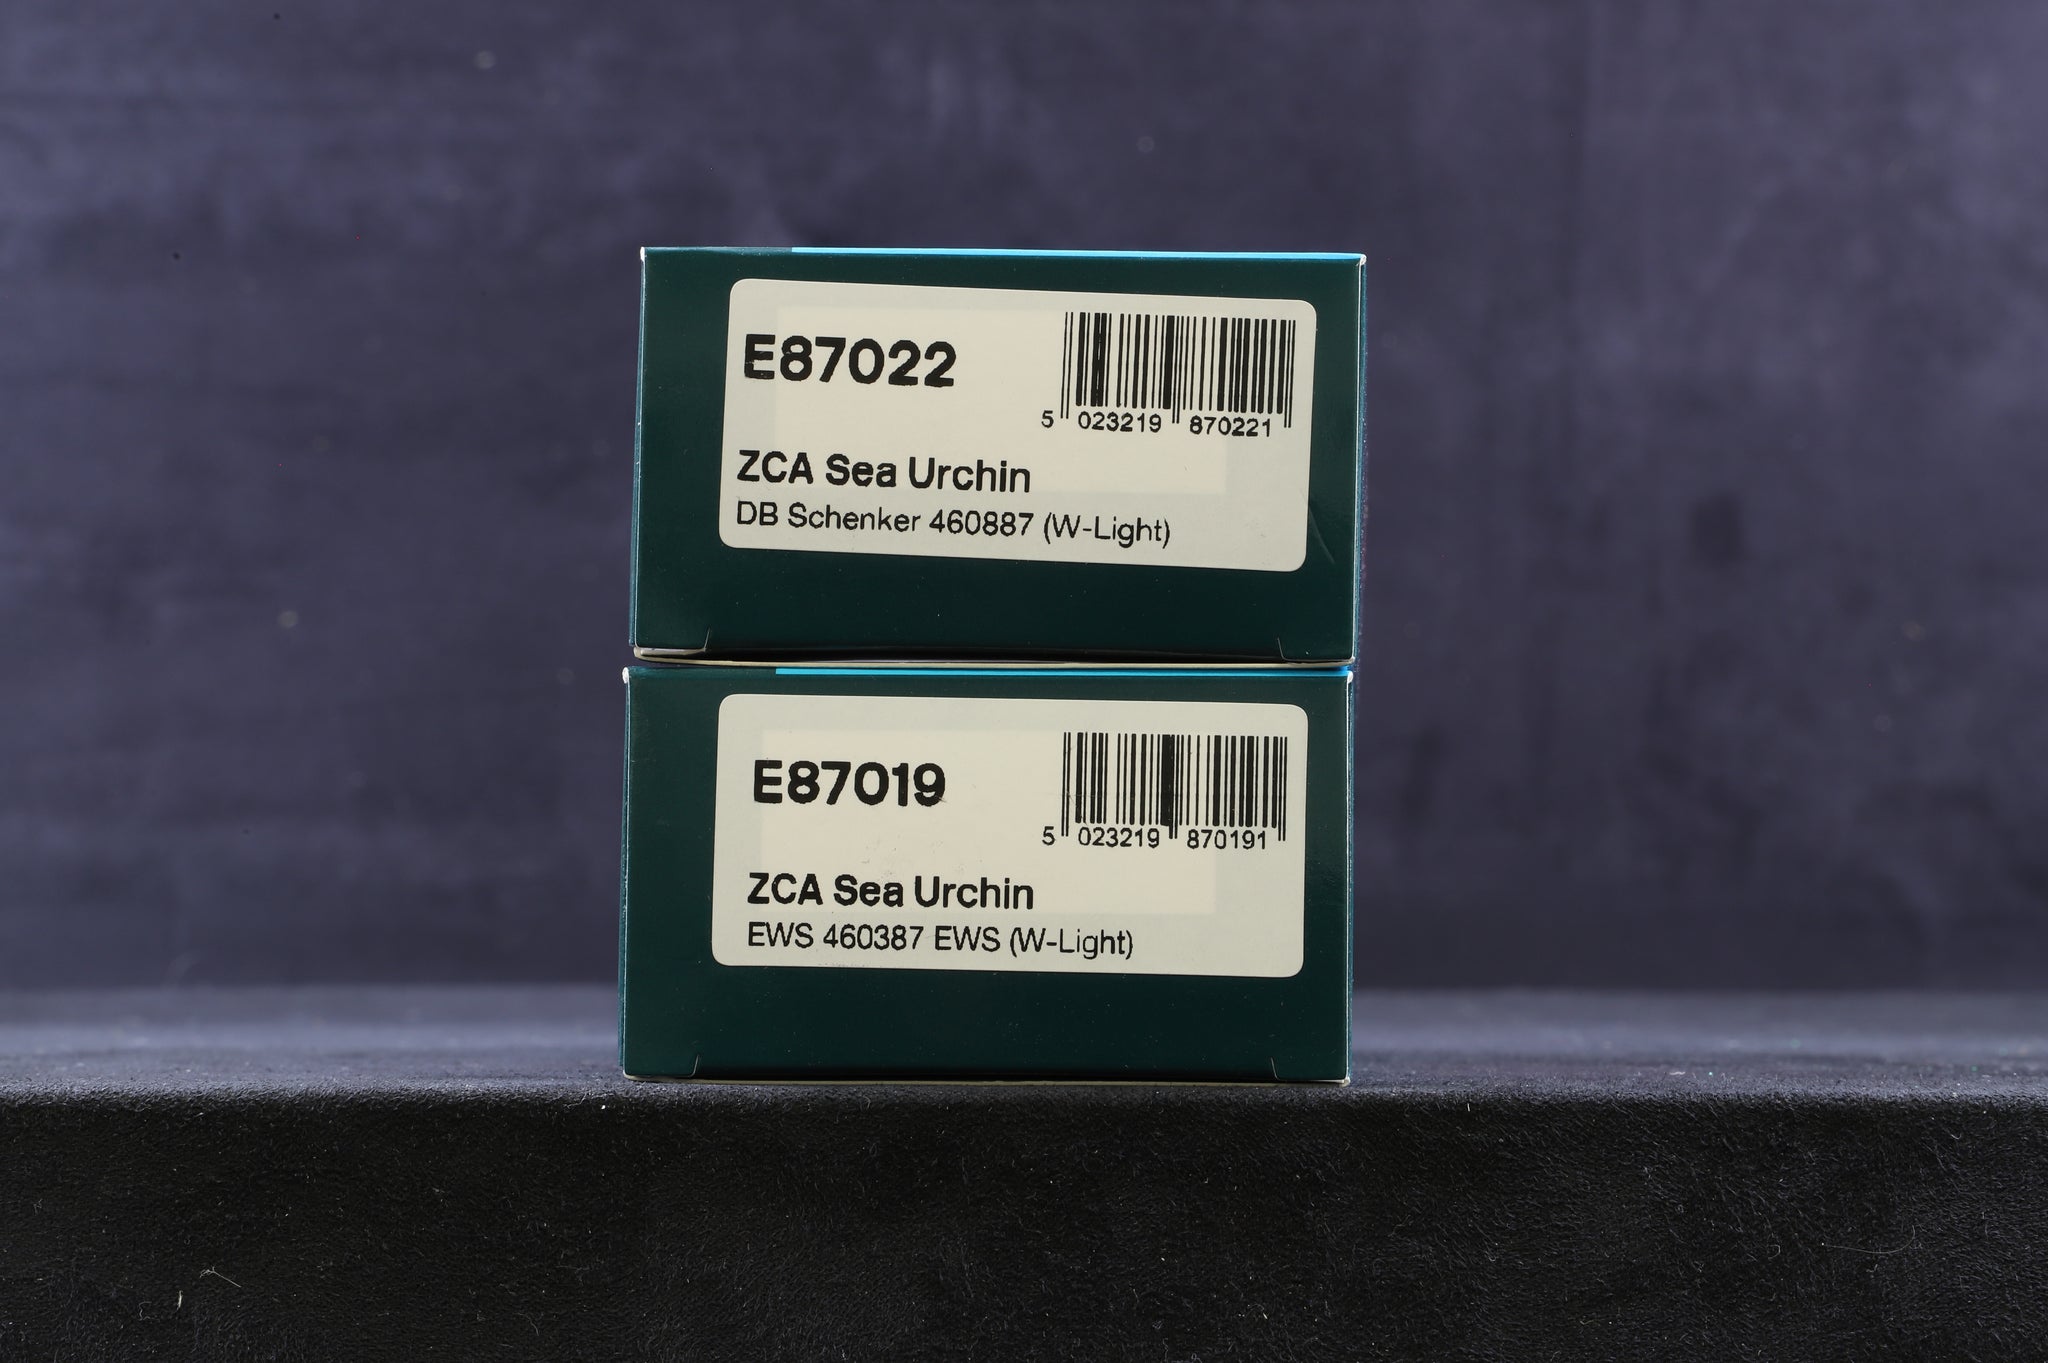 E87022
5 023219 870221
ZCA Sea Urchin
DB Schenker 460887 (W-Light)
E87019
5 023219 870191
ZCA Sea Urchin
EWS 460387 EWS (W-Light)